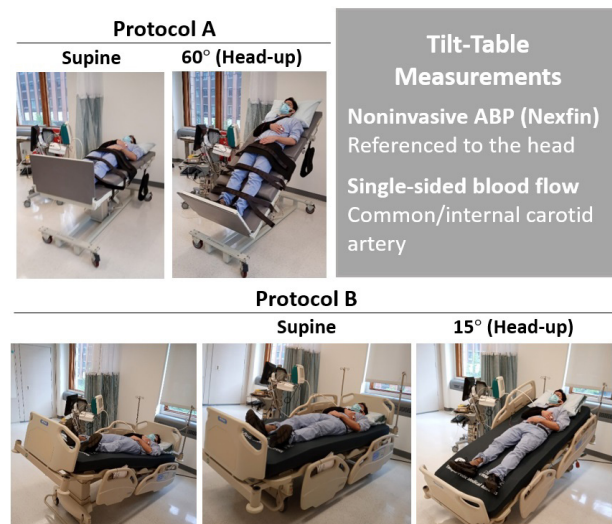 Protocol A
Supine
60° (Head-up)
Tilt-Table
Measurements
Noninvasive ABP (Nexfin)
Referenced to the head
Single-sided blood flow
Common/internal carotid
artery
Protocol B
Supine
15° (Head-up)